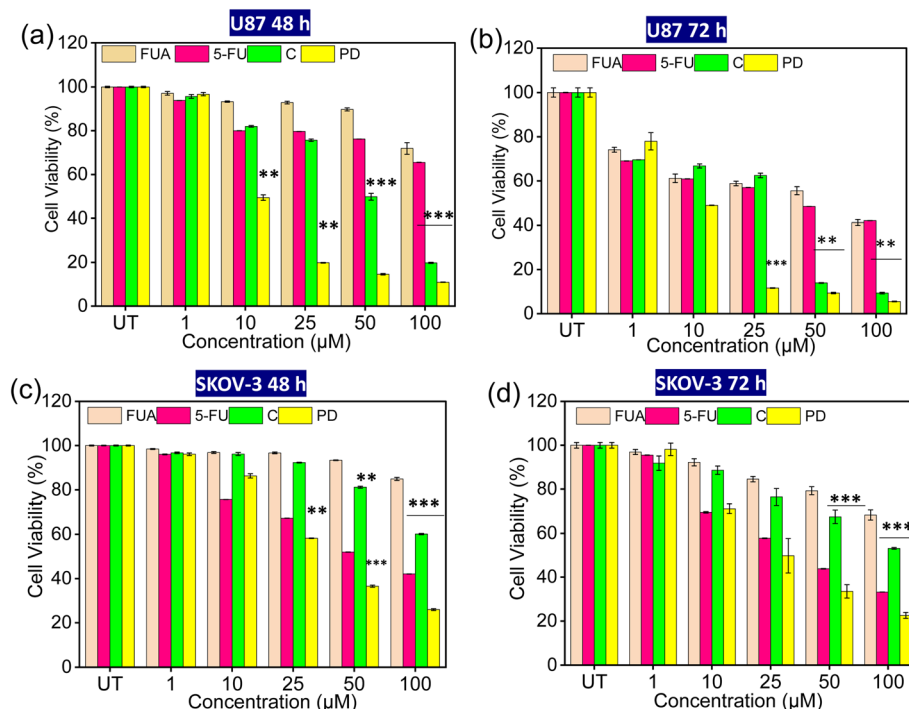 (a)
U87 48 h
120
100
80
60
40
20
0
Cell Viability (%)
FUA 5-FU C PD
**
**
***
***
UT 1 10 25 50 100
Concentration (µM)
(b)
U87 72 h
120
100
80
60
40
20
0
Cell Viability (%)
FUA 5-FU C PD
***
**
**
UT 1 10 25 50 100
Concentration (µM)
(c)
SKOV-3 48 h
120
100
80
60
40
20
0
Cell Viability (%)
FUA 5-FU C PD
**
**
***
***
UT 1 10 25 50 100
Concentration (µM)
(d)
SKOV-3 72 h
120
100
80
60
40
20
0
Cell Viability (%)
FUA 5-FU C PD
***
***
UT 1 10 25 50 100
Concentration (µM)